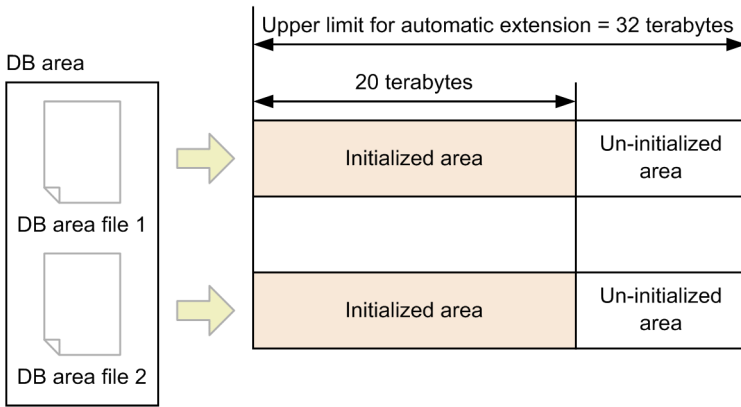 Upper limit for automatic extension = 32 terabytes
DB area
20 terabytes
Initialized area
Un-initialized
area
DB area file 1
Initialized area
Un-initialized
area
DB area file 2